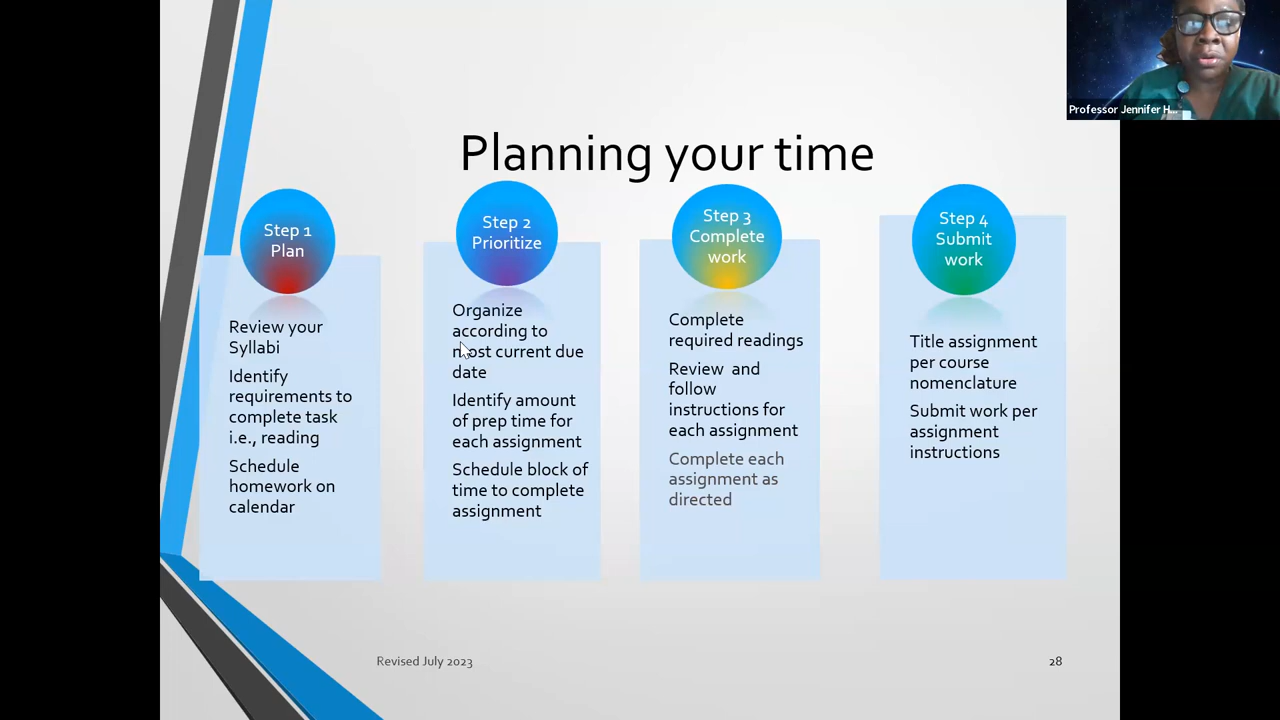 Professor Jennifer H...
Planning your time
Step 1
Plan
Review your
Syllabi
Identify
requirements to
complete task
i.e., reading
Schedule
homework on
calendar
Step 2
Prioritize
Organize
according to
most current due
date
Identify amount
of prep time for
each assignment
Schedule block of
time to complete
assignment
Step 3
Complete
work
Complete
required readings
Review and
follow
instructions for
each assignment
Complete each
assignment as
directed
Step 4
Submit
work
Title assignment
per course
nomenclature
Submit work per
assignment
instructions
Revised July 2023
28